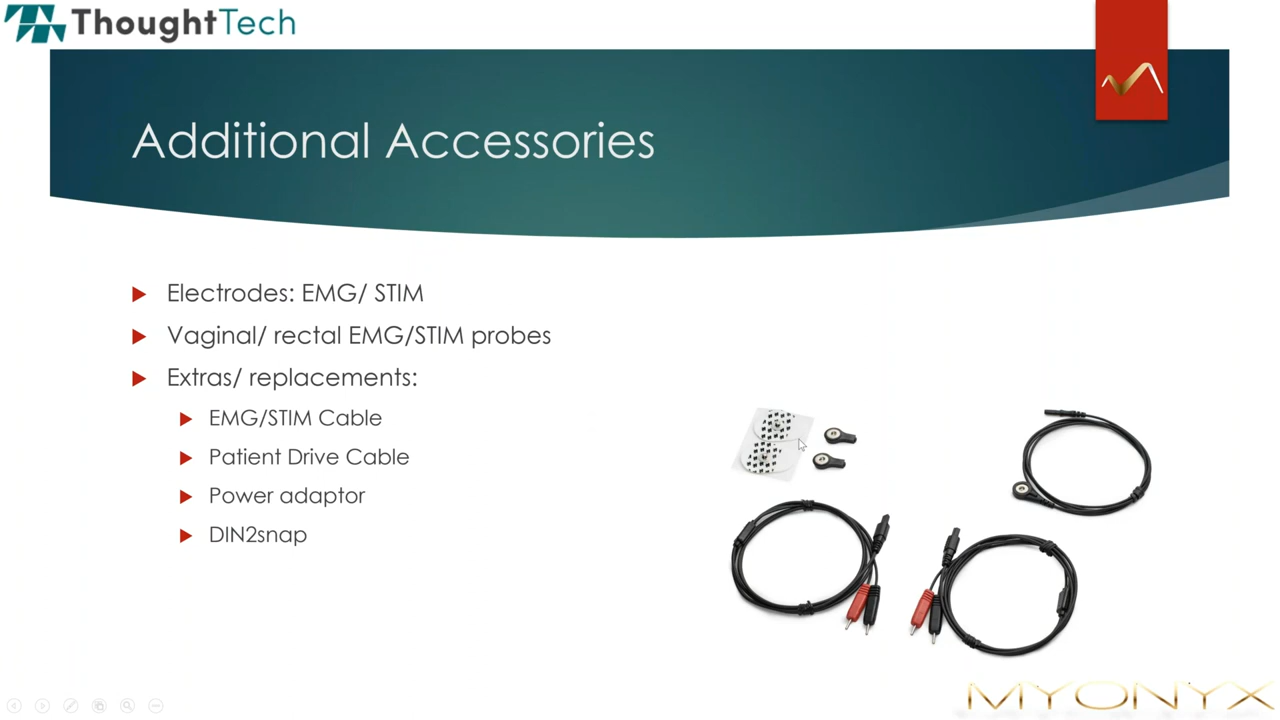 ThoughtTech
Additional Accessories
Electrodes: EMG/ STIM
Vaginal/ rectal EMG/STIM probes
Extras/ replacements:
EMG/STIM Cable
Patient Drive Cable
Power adaptor
DIN2snap
MYONYX